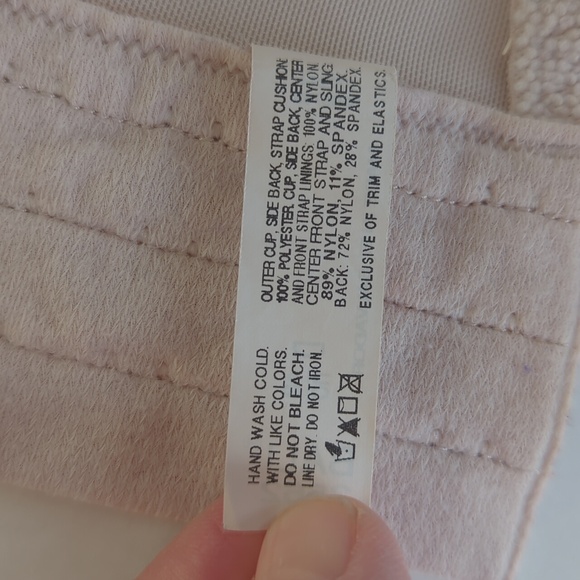 OUTER CUP, SIDE BACK, STRAP CUSHION:
100% POLYESTER. CUP, SIDE BACK, CENTER
AND FRONT STRAP LININGS: 100% NYLON.
CENTER FRONT STRAP AND SLING:
89% NYLON, 11% SPANDEX.
BACK: 72% NYLON, 28% SPANDEX.
EXCLUSIVE OF TRIM AND ELASTICS.
HAND WASH COLD.
WITH LIKE COLORS.
DO NOT BLEACH.
LINE DRY. DO NOT IRON.